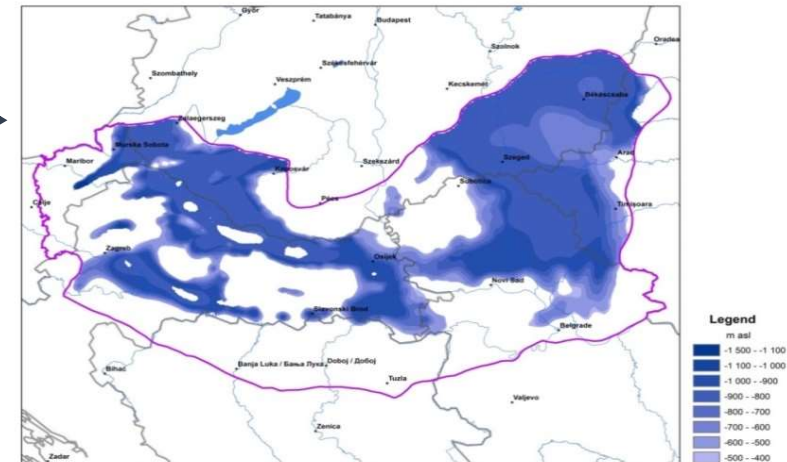 Győr
Tatabánya
Budapest
Oradea
Szolnok
Szombathely
Székesfehérvár
Veszprém
Kecskemét
Békéscsaba
Zalaegerszeg
Murska Sobota
Maribor
Szeged
Arad
Kaposvár
Szekszárd
Subotica
Celje
Pécs
Timișoara
Zagreb
Osijek
Novi Sad
Slavonski Brod
Belgrade
Bihać
Banja Luka / Бања Лука
Doboj / Добој
Tuzla
Valjevo
Zenica
Zadar
Legend
m asl
-1 500 - -1 100
-1 100 - -1 000
-1 000 - -900
-900 - -800
-800 - -700
-700 - -600
-600 - -500
-500 - -400